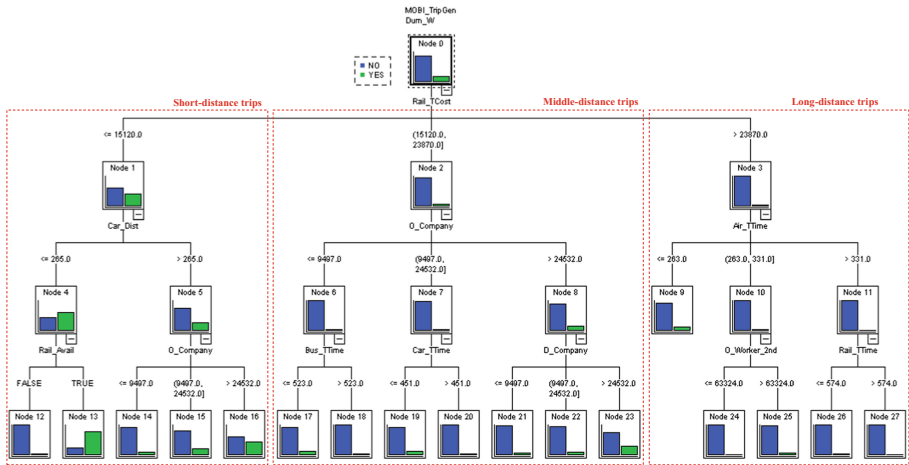 MOBI_TripGen
Dum_W
Node 0
NO
YES
Rail_TCost
Short-distance trips
Middle-distance trips
Long-distance trips
<= 15120.0
(15120.0,
23870.0]
> 23870.0
Node 1
Node 2
Node 3
Car_Dist
O_Company
Air_TTime
<= 265.0
> 265.0
<= 9497.0
(9497.0,
24532.0]
> 24532.0
<= 263.0
(263.0, 331.0]
> 331.0
Node 4
Node 5
Node 6
Node 7
Node 8
Node 9
Node 10
Node 11
Rail_Avail
O_Company
Bus_TTime
Car_TTime
D_Company
O_Worker_2nd
Rail_TTime
FALSE
TRUE
<= 9497.0
(9497.0,
24532.0]
> 24532.0
<= 523.0
> 523.0
<= 451.0
> 451.0
<= 9497.0
(9497.0,
24532.0]
> 24532.0
<= 63324.0
> 63324.0
<= 574.0
> 574.0
Node 12
Node 13
Node 14
Node 15
Node 16
Node 17
Node 18
Node 19
Node 20
Node 21
Node 22
Node 23
Node 24
Node 25
Node 26
Node 27